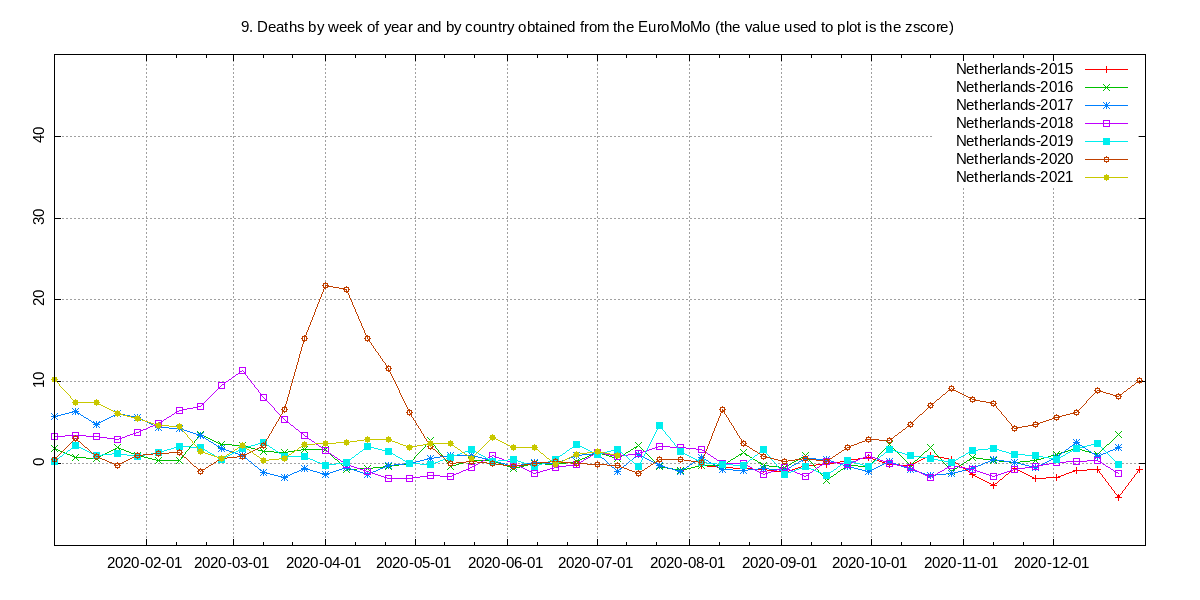 9. Deaths by week of year and by country obtained from the EuroMoMo (the value used to plot is the zscore)
Netherlands-2015
Netherlands-2016
Netherlands-2017
Netherlands-2018
Netherlands-2019
Netherlands-2020
Netherlands-2021
40
30
20
10
0
2020-02-01 2020-03-01 2020-04-01 2020-05-01 2020-06-01 2020-07-01 2020-08-01 2020-09-01 2020-10-01 2020-11-01 2020-12-01